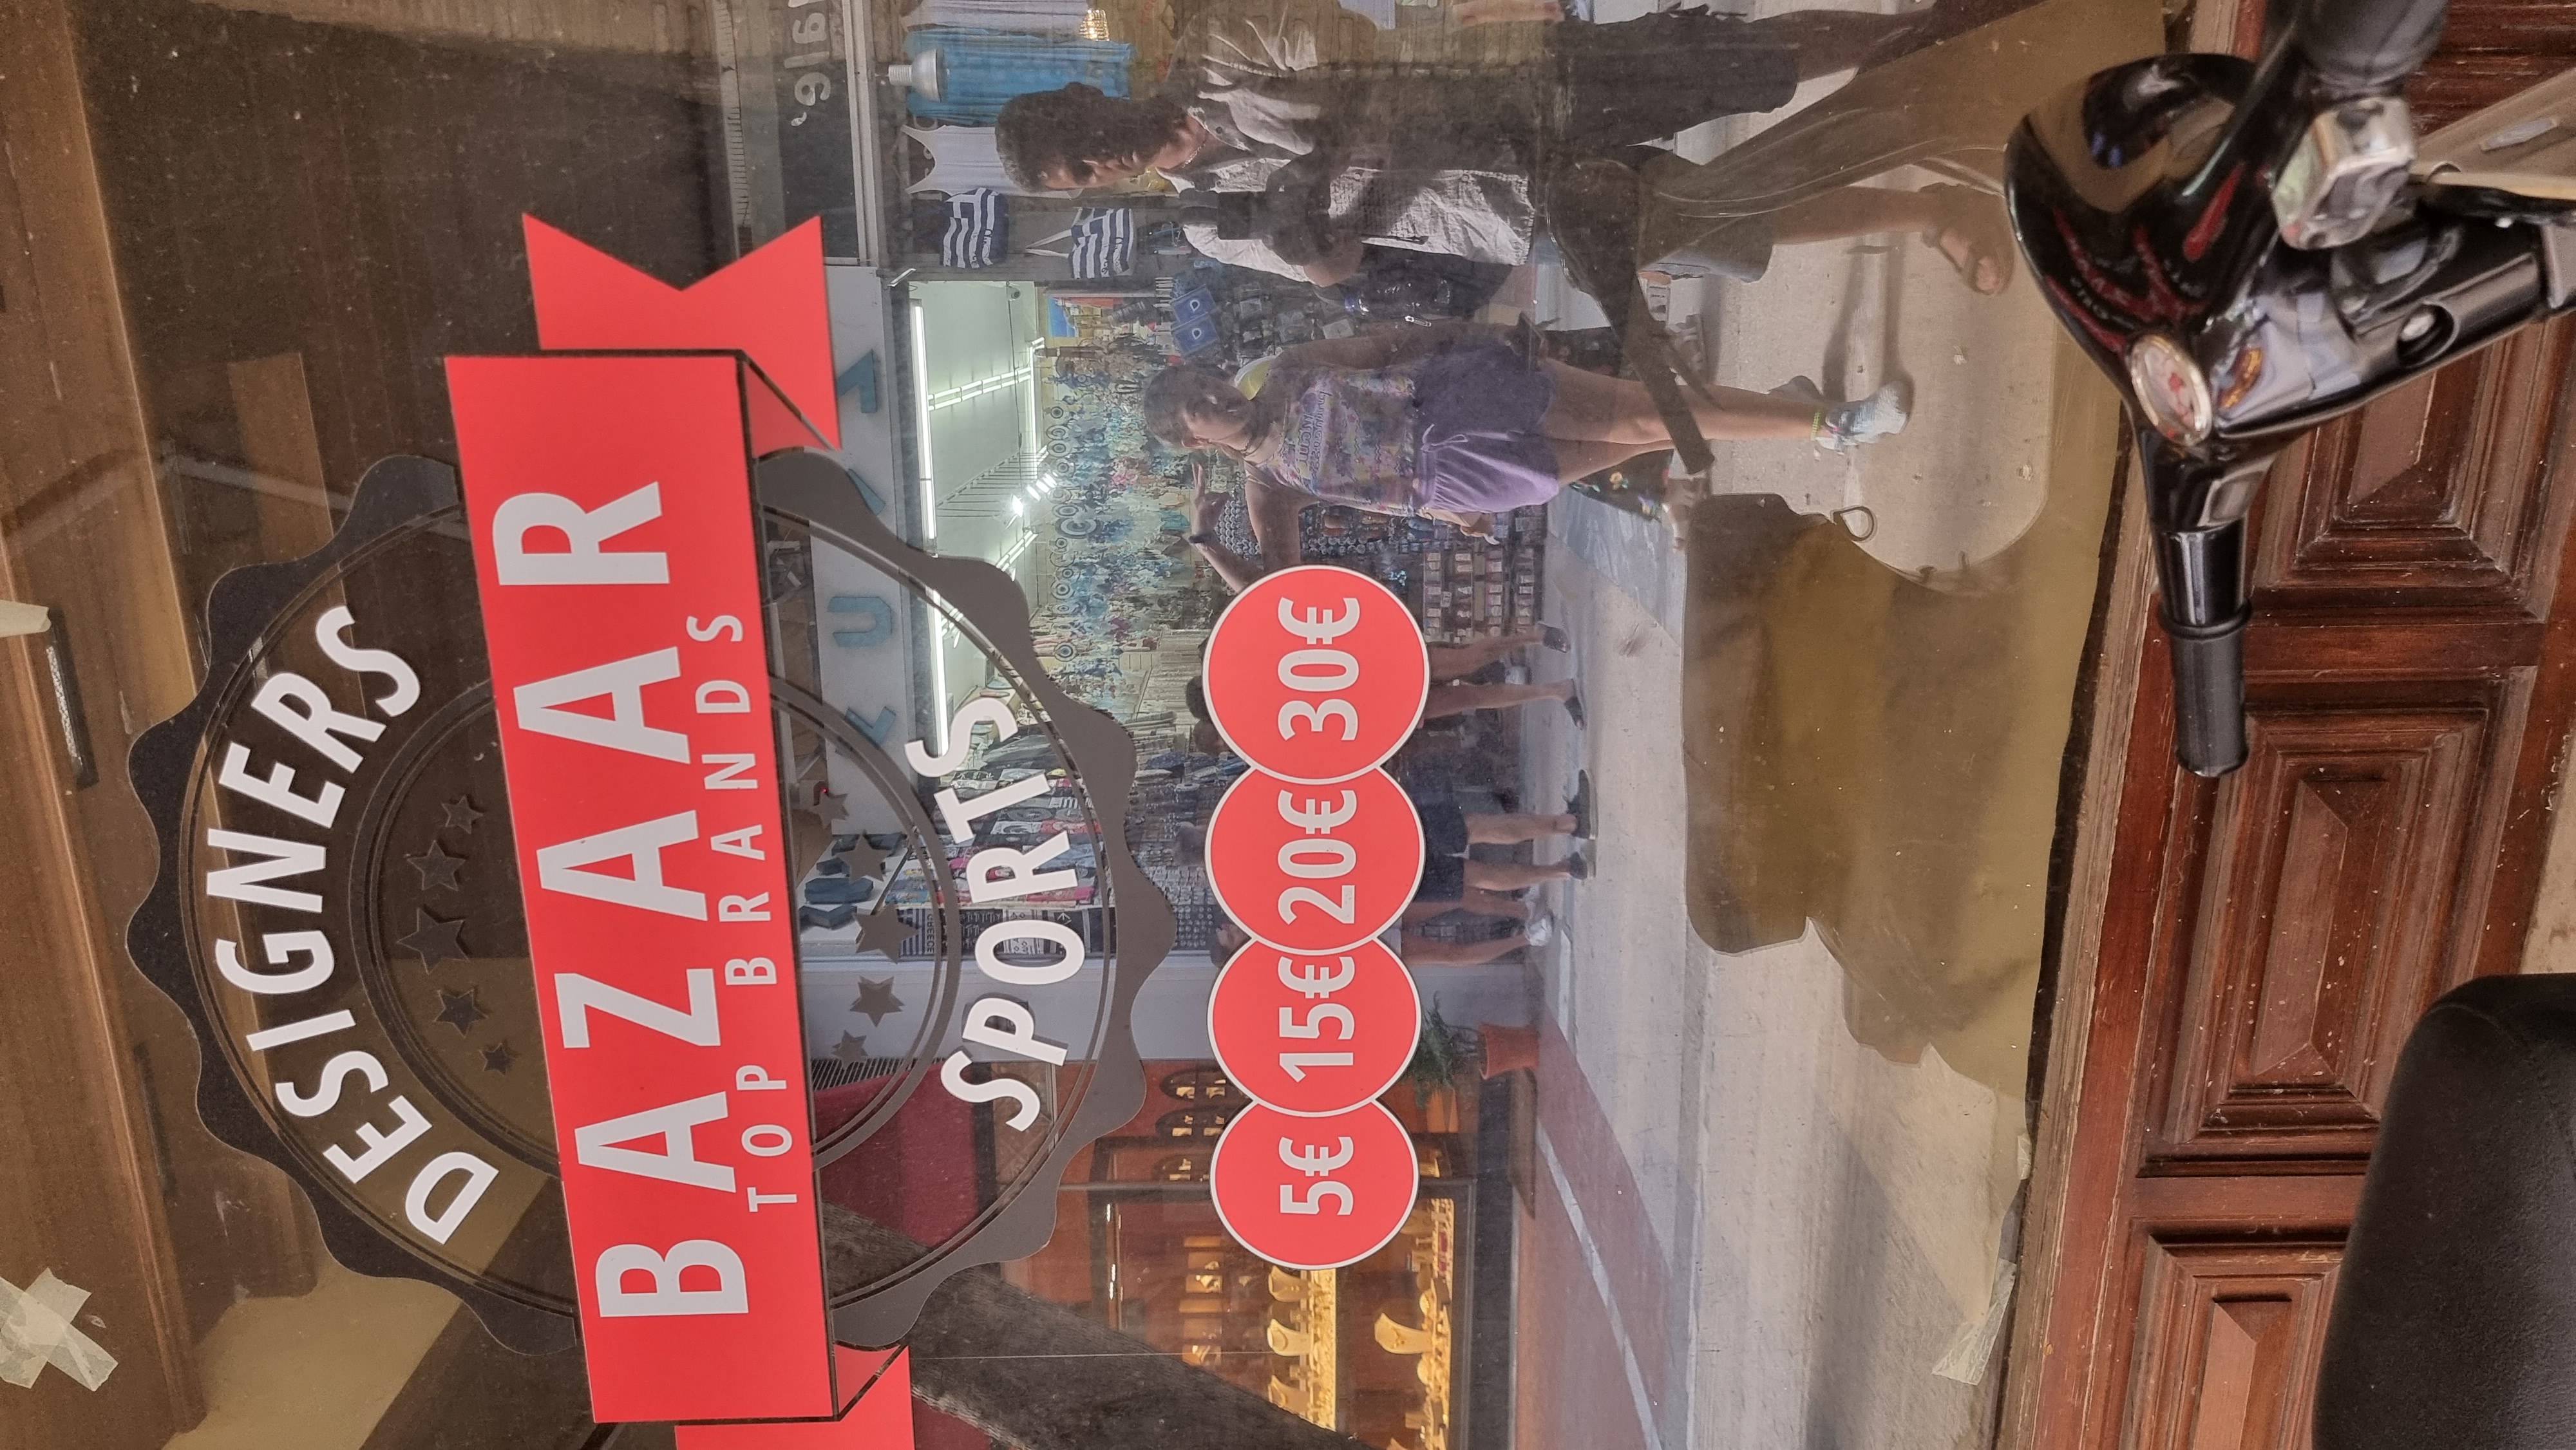 DESIGNERS
BAZAAR
TOP BRANDS
SPORTS
5€ 15€ 20€ 30€